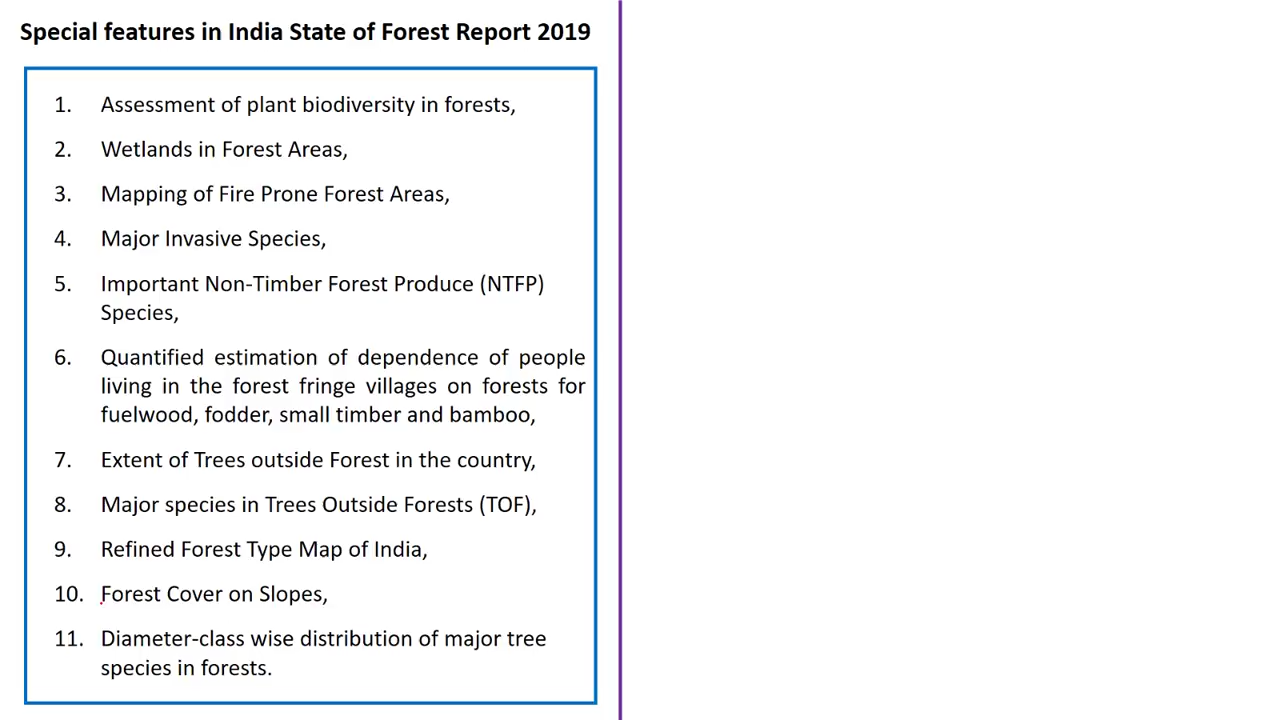 Special features in India State of Forest Report 2019
1. Assessment of plant biodiversity in forests,
2. Wetlands in Forest Areas,
3. Mapping of Fire Prone Forest Areas,
4. Major Invasive Species,
5. Important Non-Timber Forest Produce (NTFP)
Species,
6. Quantified estimation of dependence of people
living in the forest fringe villages on forests for
fuelwood, fodder, small timber and bamboo,
7. Extent of Trees outside Forest in the country,
8. Major species in Trees Outside Forests (TOF),
9. Refined Forest Type Map of India,
10. Forest Cover on Slopes,
11. Diameter-class wise distribution of major tree
species in forests.